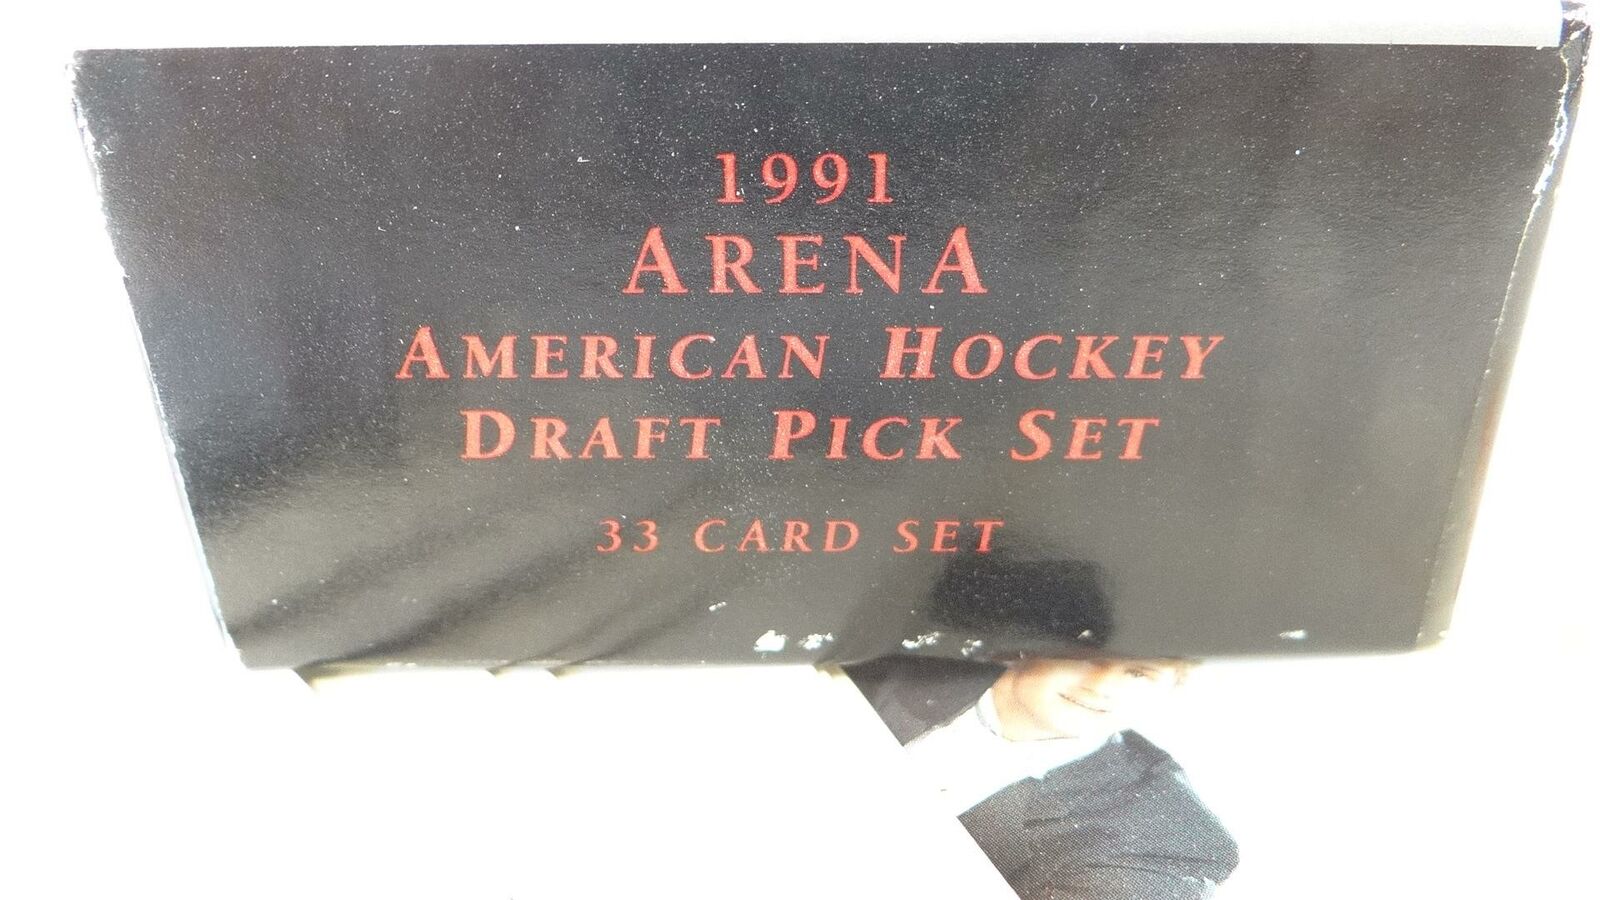 1991
ARENA
AMERICAN HOCKEY
DRAFT PICK SET
33 CARD SET